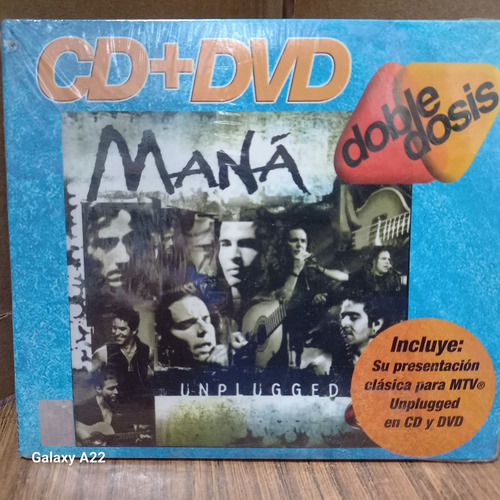 CD+DVD
doble
dosis
MANÁ
UNPLUGGED
Incluye:
Su presentación
clásica para MTV®
Unplugged
en CD y DVD
Galaxy A22